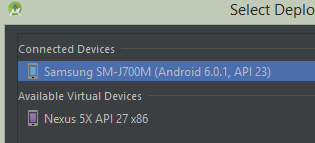 Select Deplo
Connected Devices
Samsung SM-J700M (Android 6.0.1, API 23)
Available Virtual Devices
Nexus 5X API 27 x86